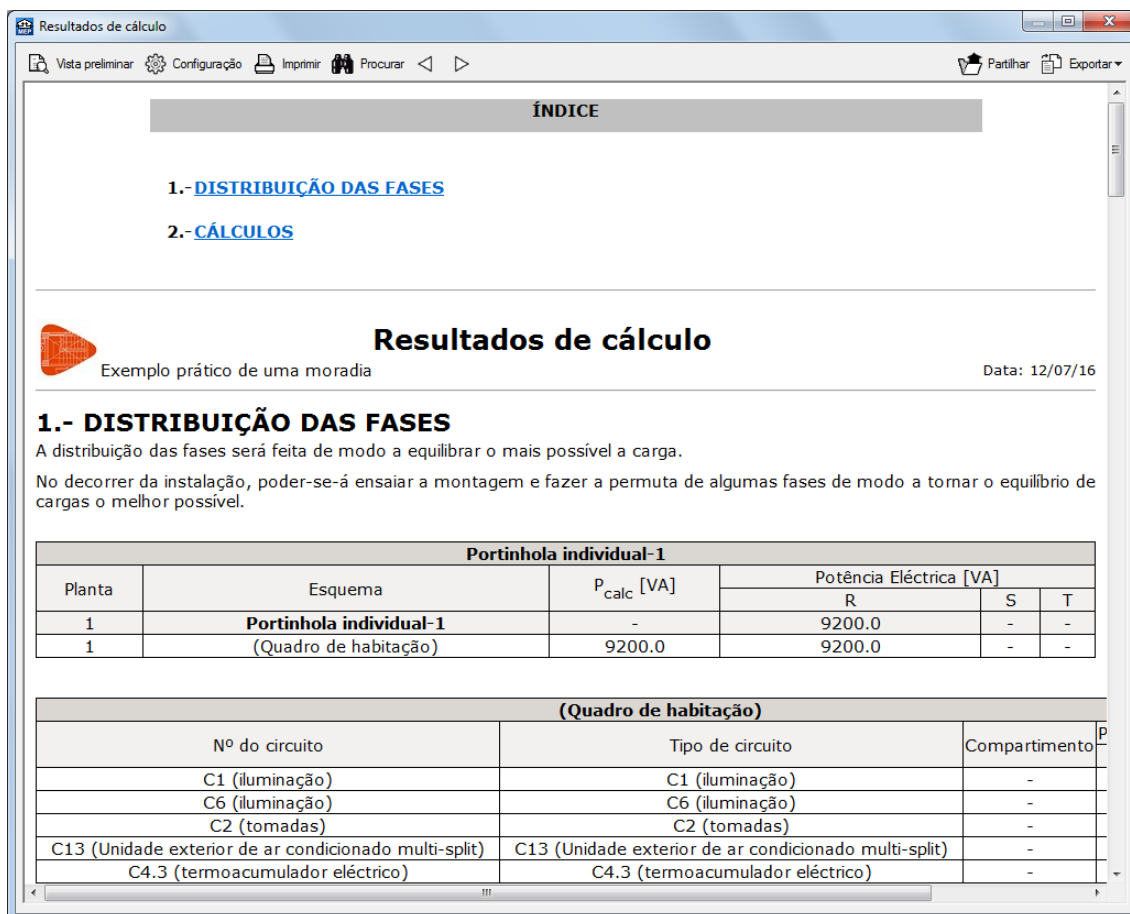 MEP
Resultados de cálculo
Vista preliminar Configuração Imprimir Procurar Partilhar Exportar
ÍNDICE
1.- DISTRIBUIÇÃO DAS FASES
2.- CÁLCULOS
Resultados de cálculo
Exemplo prático de uma moradia Data: 12/07/16
1.- DISTRIBUIÇÃO DAS FASES
A distribuição das fases será feita de modo a equilibrar o mais possível a carga.
No decorrer da instalação, poder-se-á ensaiar a montagem e fazer a permuta de algumas fases de modo a tornar o equilíbrio de
cargas o melhor possível.
Portinhola individual-1
Planta Esquema Pcalc [VA] Potência Eléctrica [VA]
R S T
1 Portinhola individual-1 - 9200.0 - -
1 (Quadro de habitação) 9200.0 9200.0 - -
(Quadro de habitação)
Nº do circuito Tipo de circuito Compartimento P
C1 (iluminação) C1 (iluminação) -
C6 (iluminação) C6 (iluminação) -
C2 (tomadas) C2 (tomadas) -
C13 (Unidade exterior de ar condicionado multi-split) C13 (Unidade exterior de ar condicionado multi-split) -
C4.3 (termoacumulador eléctrico) C4.3 (termoacumulador eléctrico) -